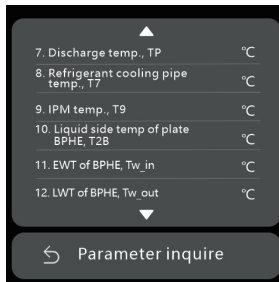 7. Discharge temp., TP ℃
8. Refrigerant cooling pipe
temp., T7 ℃
9. IPM temp., T9 ℃
10. Liquid side temp of plate
BPHE, T2B ℃
11. EWT of BPHE, Tw_in ℃
12. LWT of BPHE, Tw_out ℃
Parameter inquire